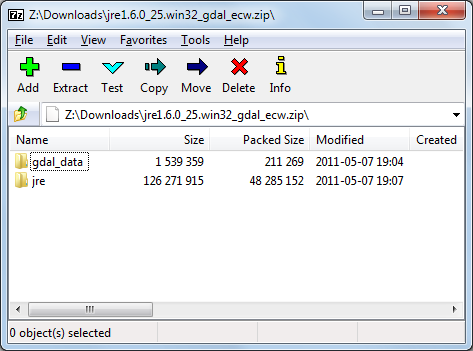 7z Z:\Downloads\jre1.6.0_25.win32_gdal_ecw.zip\
File Edit View Favorites Tools Help
Add Extract Test Copy Move Delete Info
Z:\Downloads\jre1.6.0_25.win32_gdal_ecw.zip\
Name Size Packed Size Modified Created
gdal_data 1 539 359 211 269 2011-05-07 19:04
jre 126 271 915 48 285 152 2011-05-07 19:07
0 object(s) selected